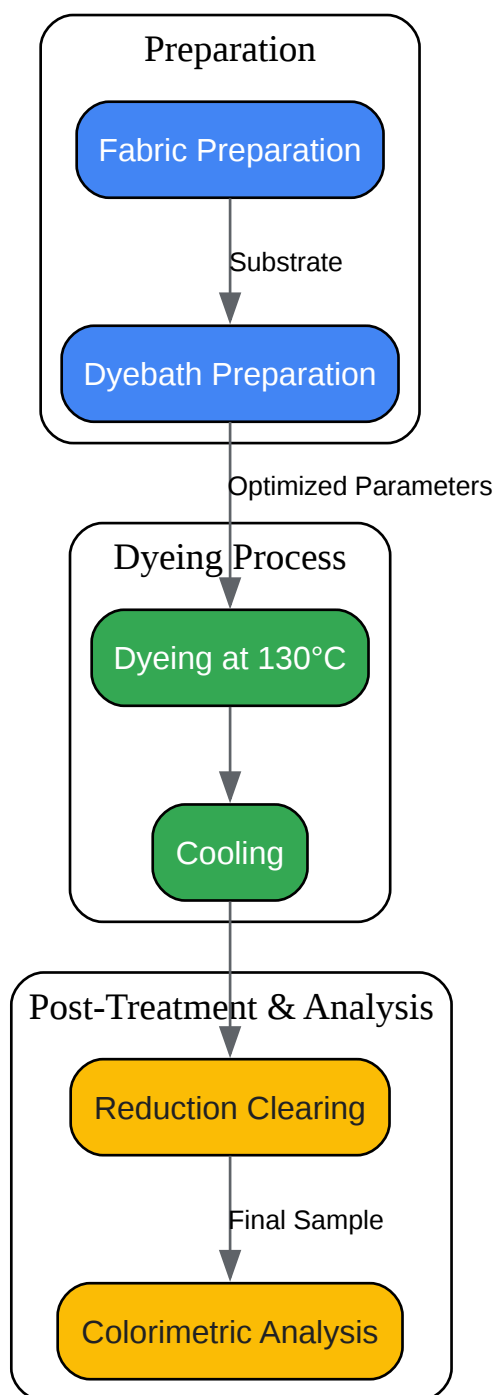 Preparation
Fabric Preparation
Substrate
Dyebath Preparation
Optimized Parameters
Dyeing Process
Dyeing at 130°C
Cooling
Post-Treatment & Analysis
Reduction Clearing
Final Sample
Colorimetric Analysis